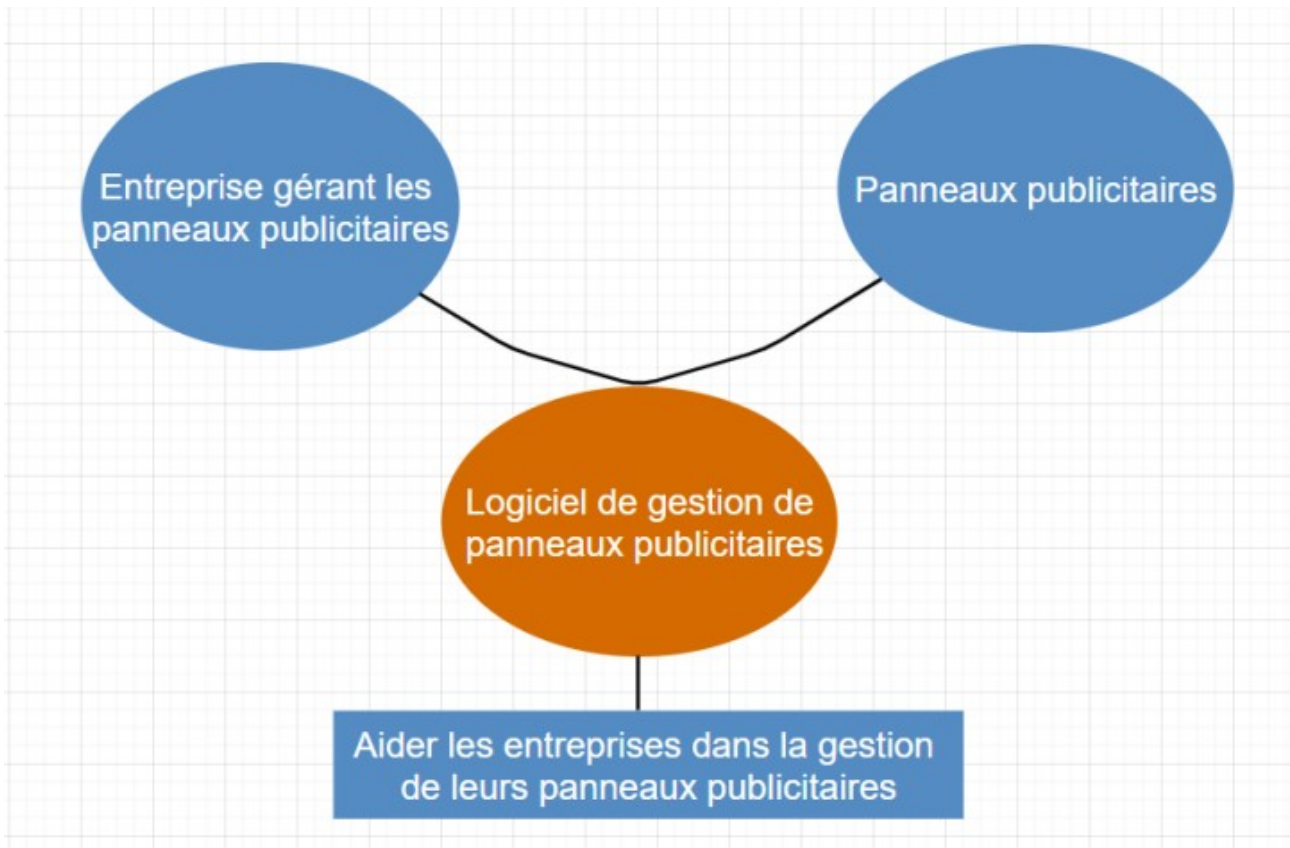 Entreprise gérant les
panneaux publicitaires
Panneaux publicitaires
Logiciel de gestion de
panneaux publicitaires
Aider les entreprises dans la gestion
de leurs panneaux publicitaires